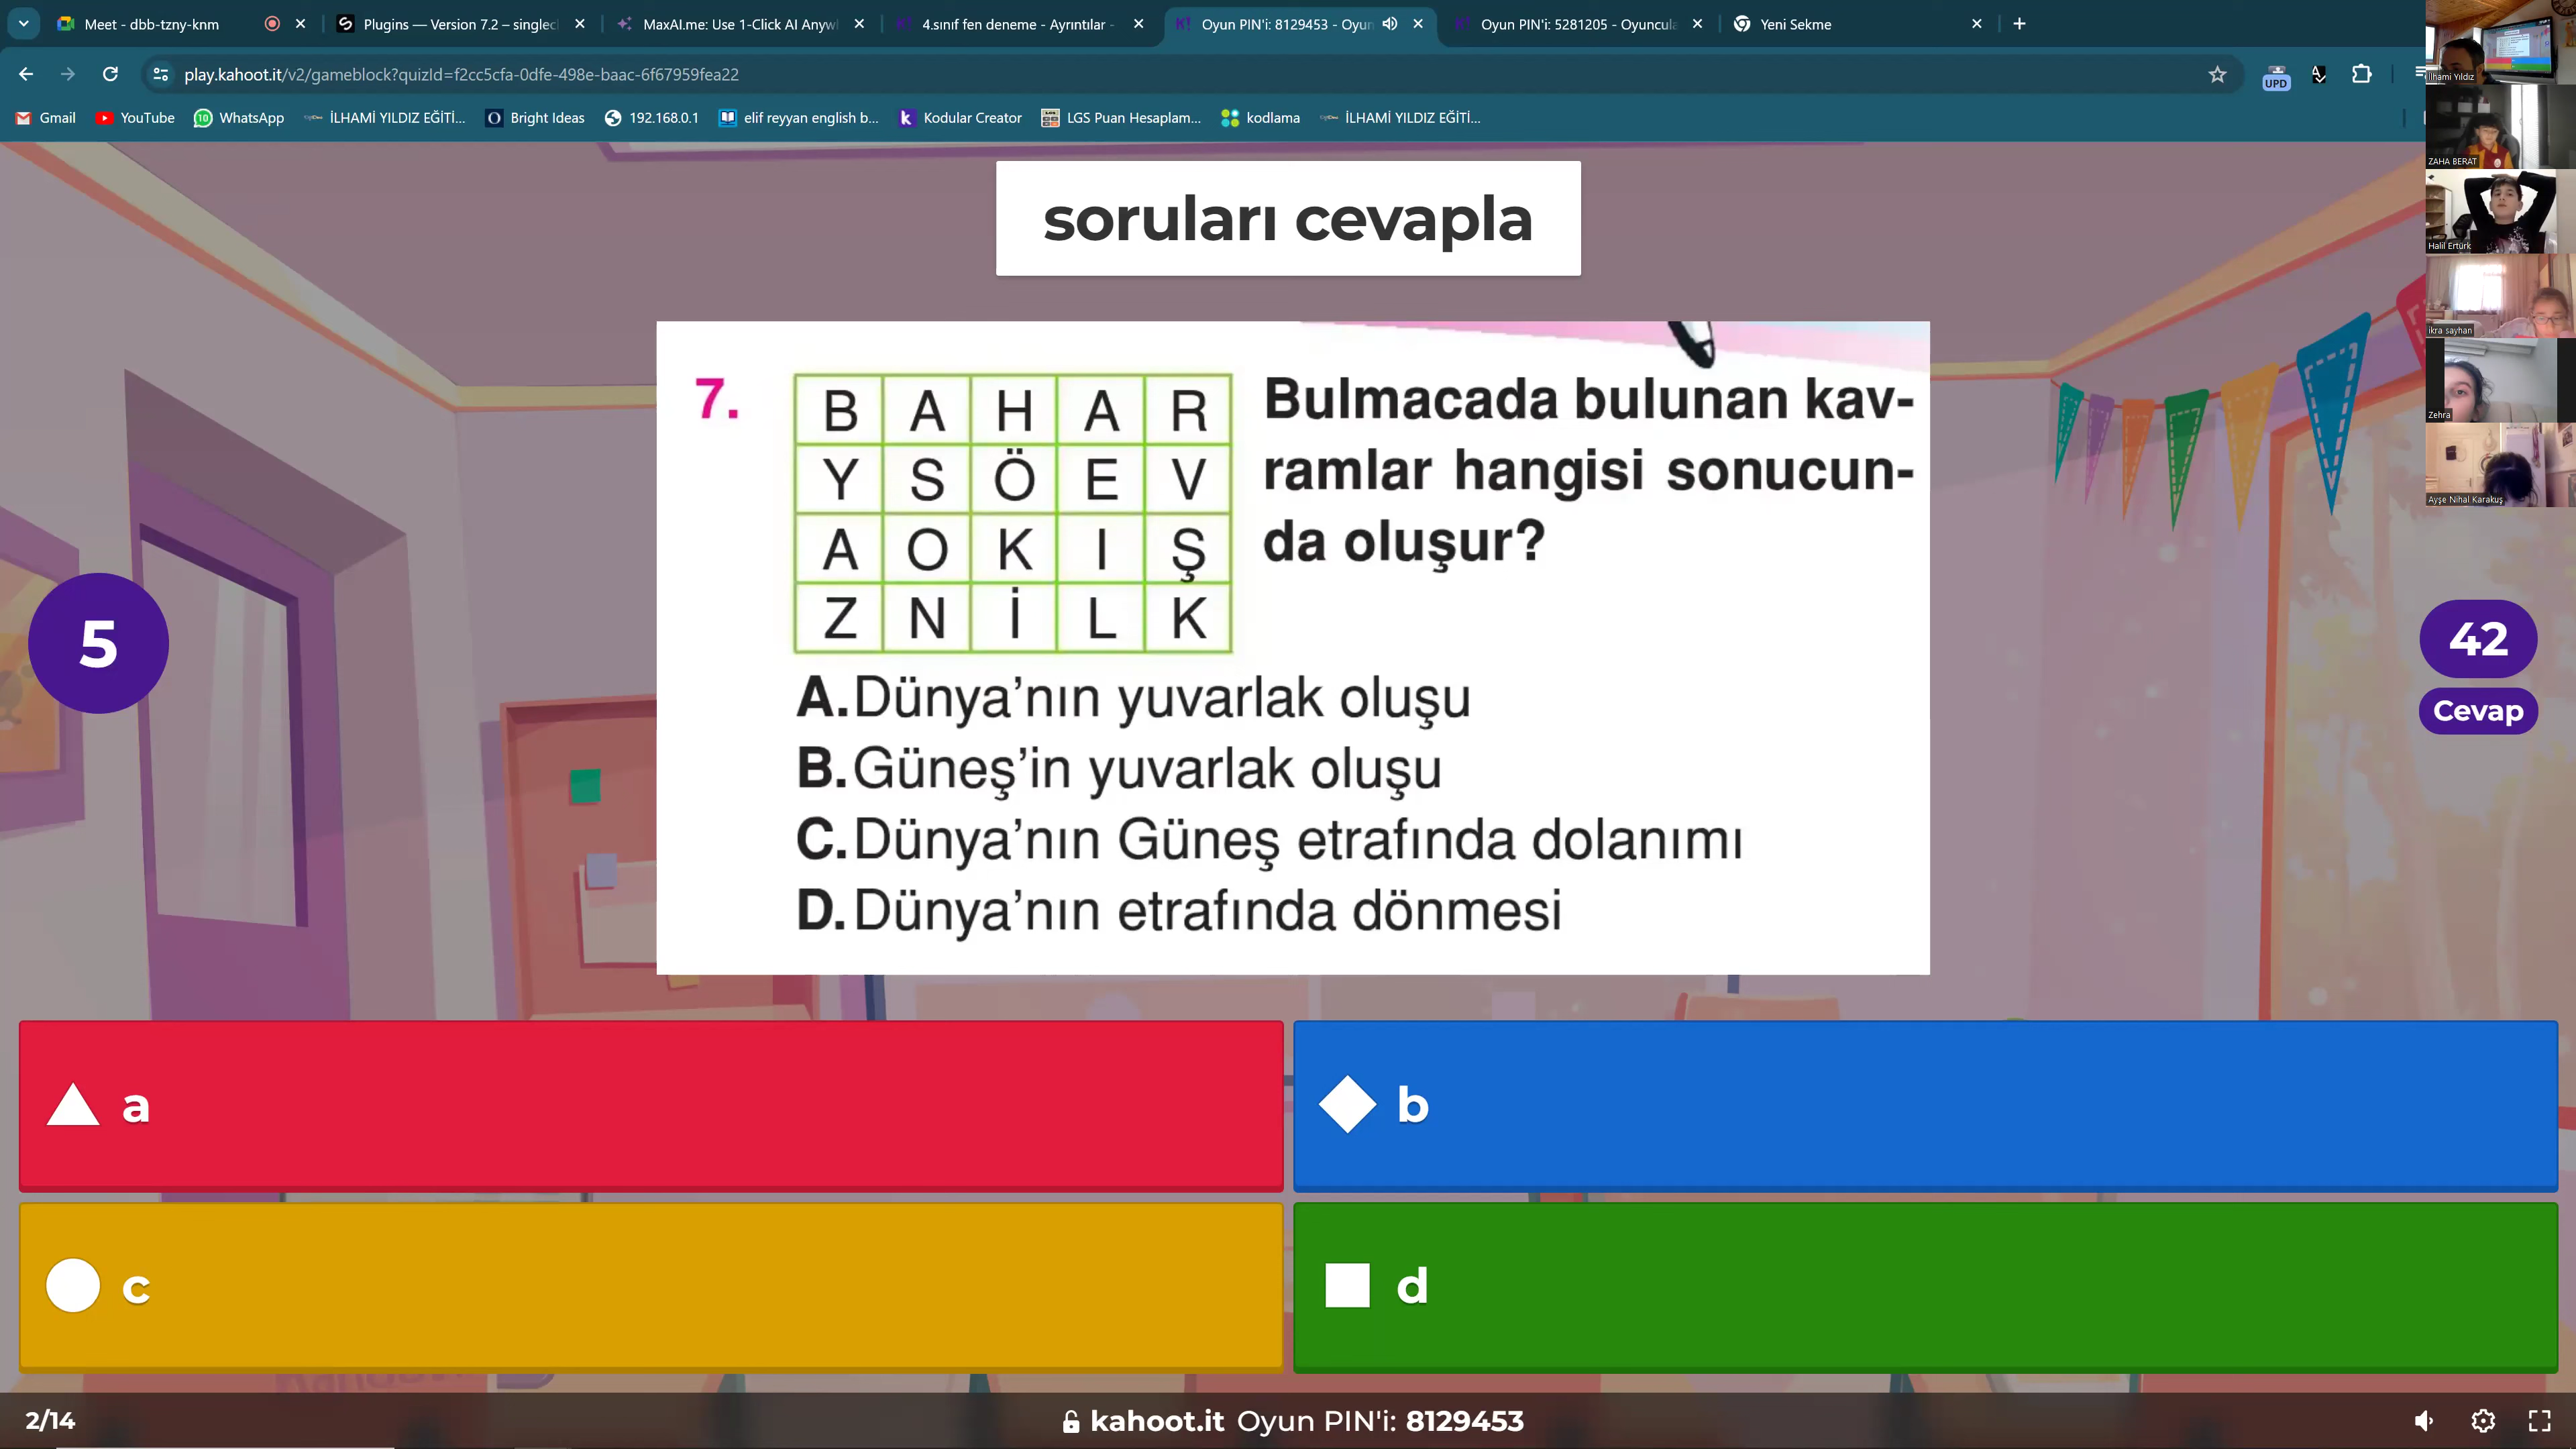 Meet - dbb-tzny-knm
Plugins — Version 7.2 – singlecl
MaxAI.me: Use 1-Click AI Anyw
4.sınıf fen deneme - Ayrıntılar -
Oyun PIN'i: 8129453 - Oyun
Oyun PIN'i: 5281205 - Oyuncula
Yeni Sekme
play.kahoot.it/v2/gameblock?quizId=f2cc5cfa-0dfe-498e-baac-6f67959fea22
UPD
Gmail
YouTube
WhatsApp
İLHAMİ YILDIZ EĞİTİ...
Bright Ideas
192.168.0.1
elif reyyan english b...
Kodular Creator
LGS Puan Hesaplam...
kodlama
İLHAMİ YILDIZ EĞİTİ...
İlhami Yıldız
ZAHA BERAT
Halil Ertürk
ikra sayhan
Zehra
Ayşe Nihal Karakuş
soruları cevapla
7.
B A H A R
Y S Ö E V
A O K I Ş
Z N İ L K
Bulmacada bulunan kav-
ramlar hangisi sonucun-
da oluşur?
A.Dünya’nın yuvarlak oluşu
B.Güneş’in yuvarlak oluşu
C.Dünya’nın Güneş etrafında dolanımı
D.Dünya’nın etrafında dönmesi
5
42
Cevap
a
b
c
d
2/14
kahoot.it Oyun PIN'i: 8129453